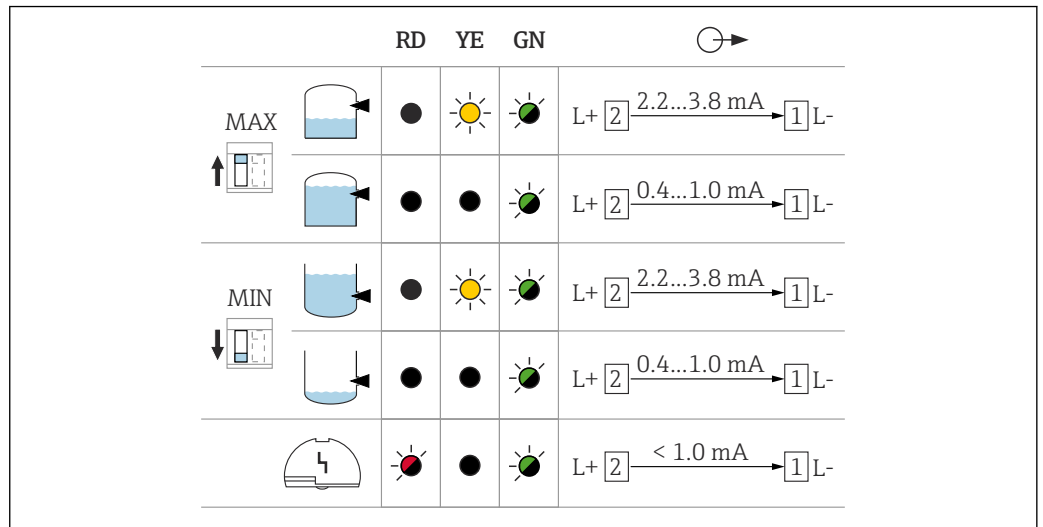 RD YE GN
MAX
L+ 2 2.2...3.8 mA 1 L-
L+ 2 0.4...1.0 mA 1 L-
MIN
L+ 2 2.2...3.8 mA 1 L-
L+ 2 0.4...1.0 mA 1 L-
L+ 2 < 1.0 mA 1 L-